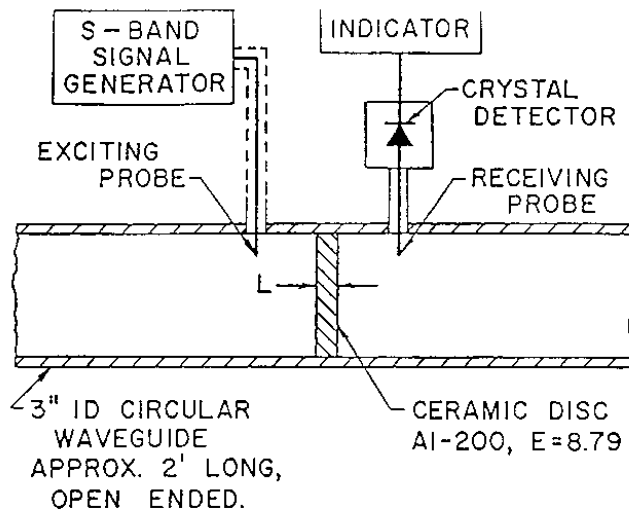 S-BAND
SIGNAL
GENERATOR
INDICATOR
CRYSTAL
DETECTOR
EXCITING
PROBE
RECEIVING
PROBE
L
3" ID CIRCULAR
WAVEGUIDE
APPROX. 2' LONG,
OPEN ENDED.
CERAMIC DISC
Al-200, E=8.79